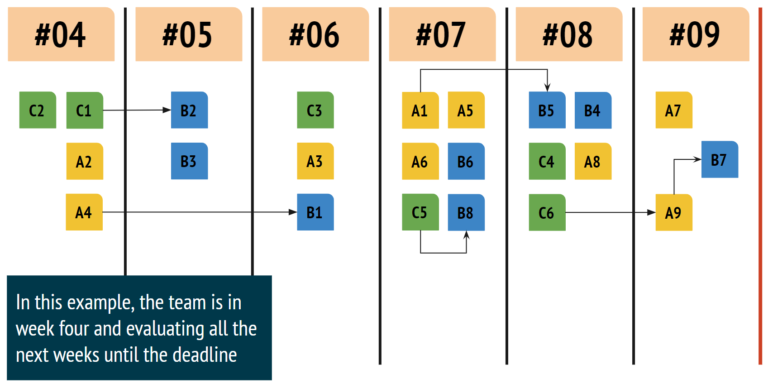 #04 #05 #06 #07 #08 #09
C2 C1 B2 C3 A1 A5 B5 B4 A7
A2 B3 A3 A6 B6 C4 A8 B7
A4 B1 C5 B8 C6 A9
In this example, the team is in
week four and evaluating all the
next weeks until the deadline